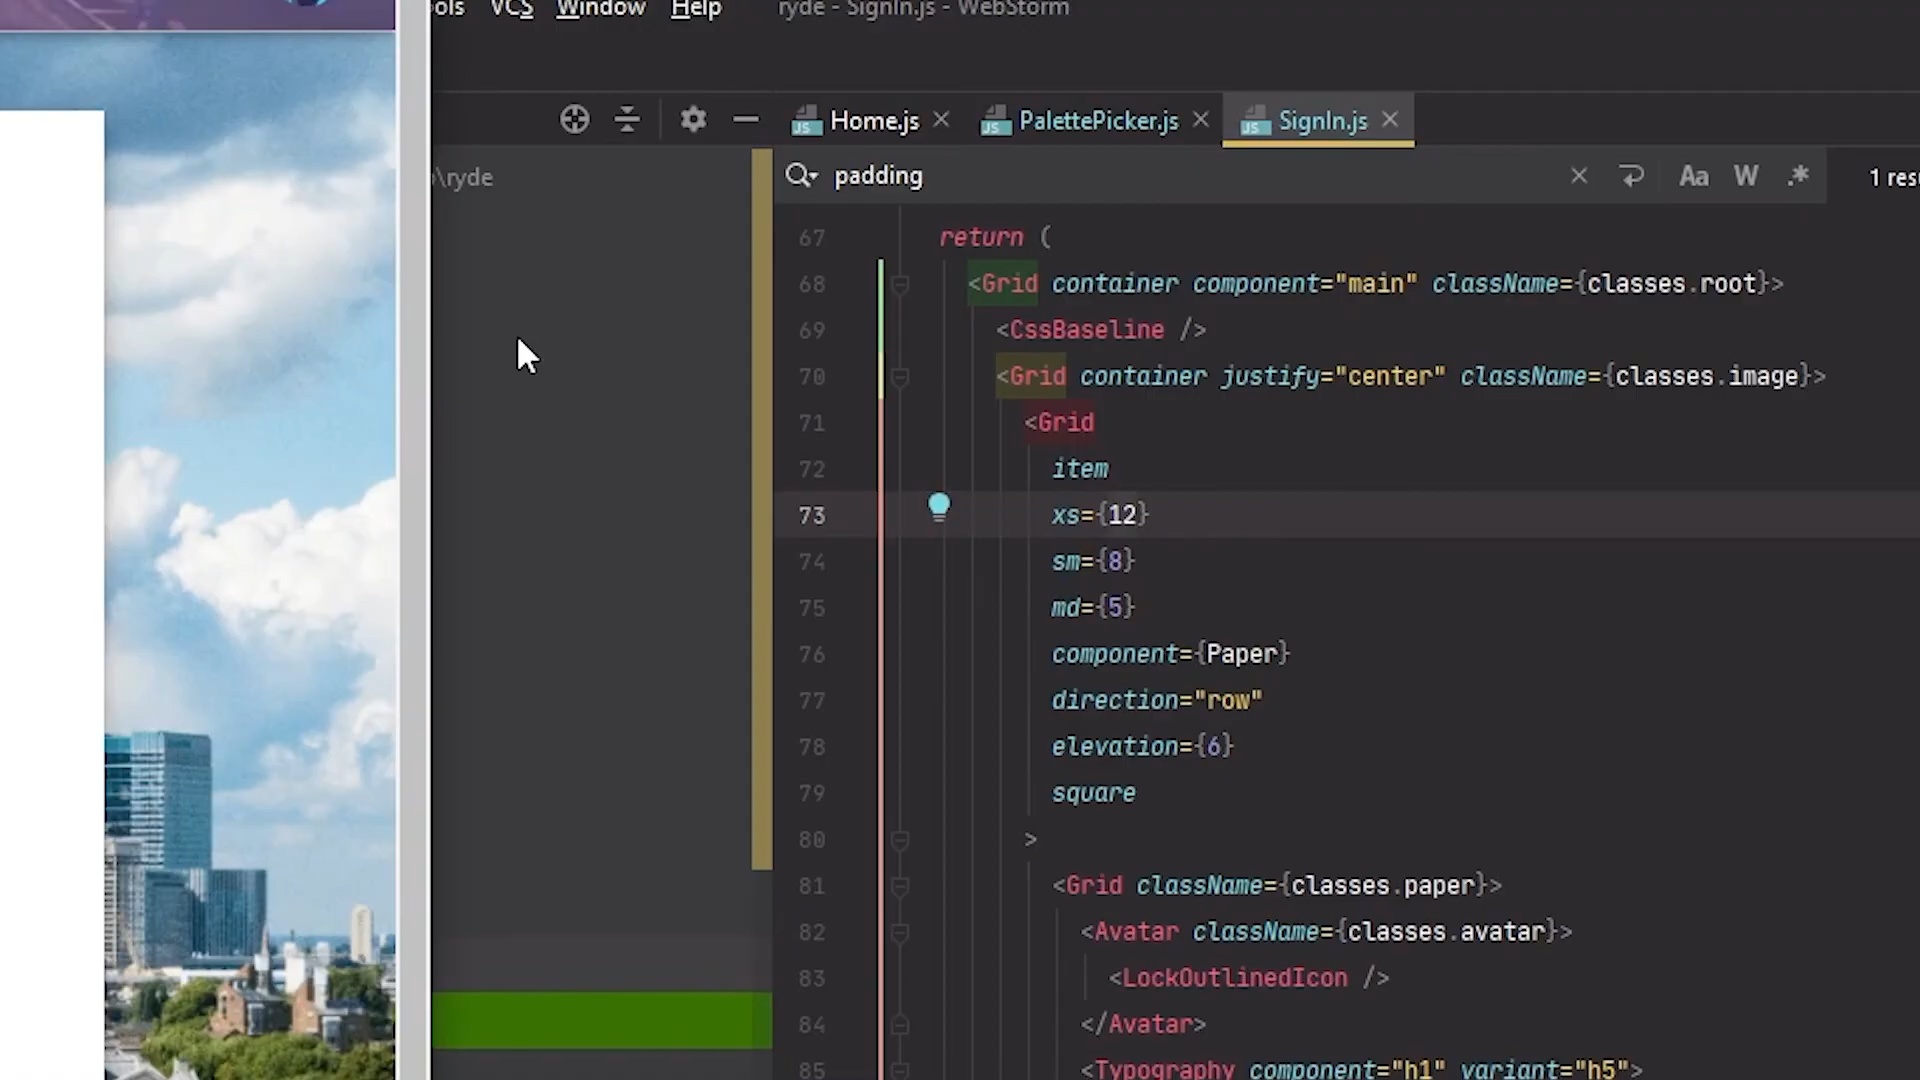 ols VCS Window Help ryde - SignIn.js - WebStorm
Home.js PalettePicker.js SignIn.js
\ryde
padding Aa W .* 1 resu
67 return (
68 <Grid container component="main" className={classes.root}>
69 <CssBaseline />
70 <Grid container justify="center" className={classes.image}>
71 <Grid
72 item
73 xs={12}
74 sm={8}
75 md={5}
76 component={Paper}
77 direction="row"
78 elevation={6}
79 square
80 >
81 <Grid className={classes.paper}>
82 <Avatar className={classes.avatar}>
83 <LockOutlinedIcon />
84 </Avatar>
85 <Typography component="h1" variant="h5">